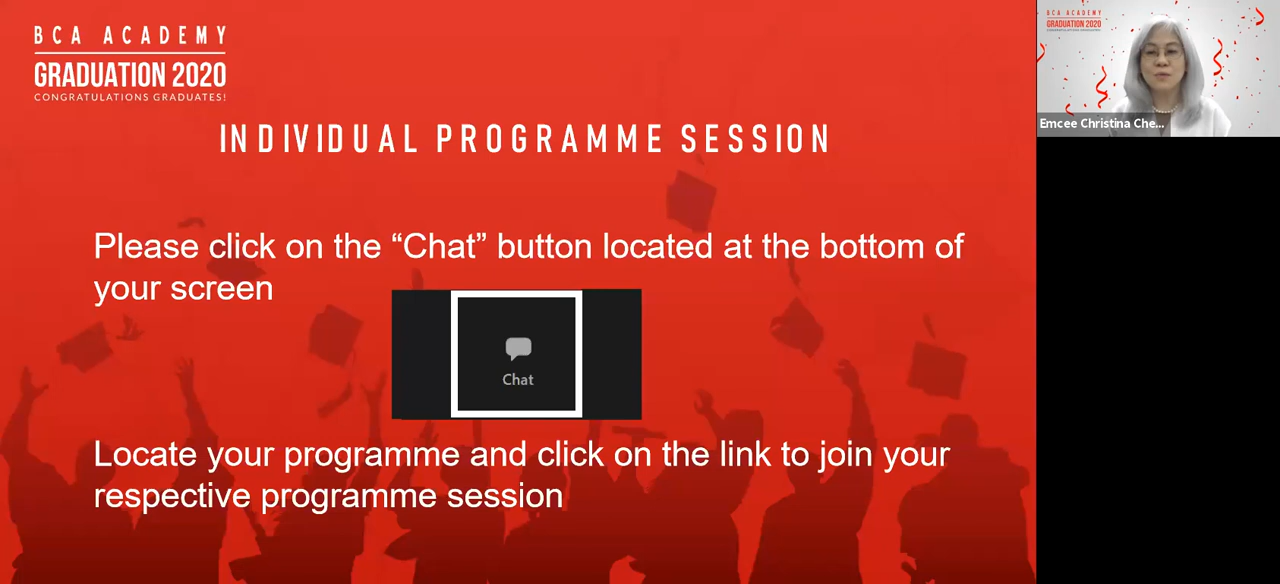 BCA ACADEMY
GRADUATION 2020
CONGRATULATIONS GRADUATES!
INDIVIDUAL PROGRAMME SESSION
Please click on the “Chat” button located at the bottom of
your screen
Chat
Locate your programme and click on the link to join your
respective programme session
BCA ACADEMY
GRADUATION 2020
Emcee Christina Che...